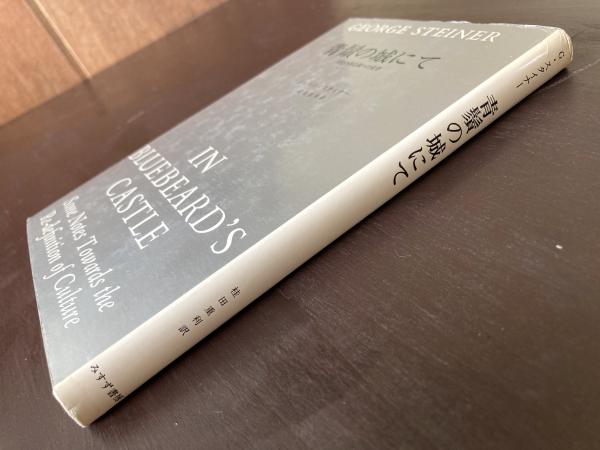 GEORGE STEINER
青鬚の城にて
IN
BLUEBEARD'S
CASTLE
Some Notes Towards the
Re-definition of Culture
G・スタイナー
青鬚の城にて
桂田重利訳
みすず書房